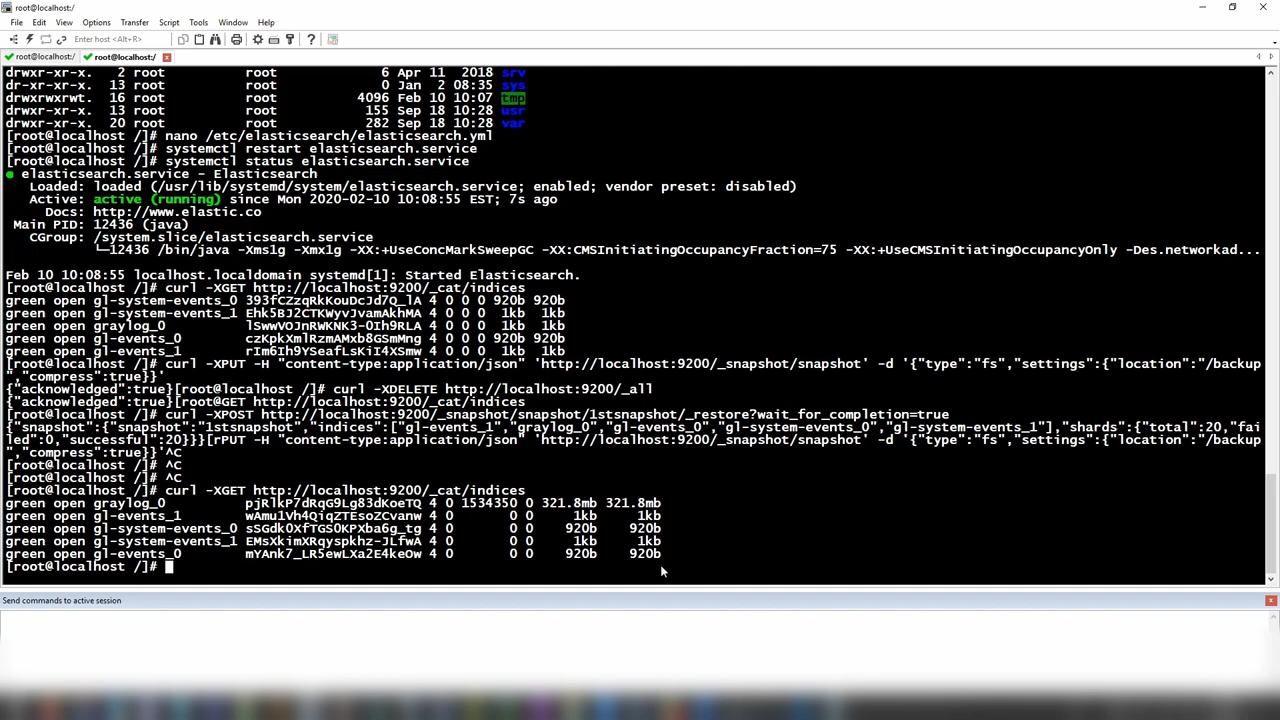 root@localhost:/
File Edit View Options Transfer Script Tools Window Help
Enter host <Alt+R>
root@localhost:/ root@localhost:/
drwxr-xr-x. 2 root root 6 Apr 11 2018 srv
dr-xr-xr-x. 13 root root 0 Jan 2 08:35 sys
drwxrwxrwt. 16 root root 4096 Feb 10 10:07 tmp
drwxr-xr-x. 13 root root 155 Sep 18 10:28 usr
drwxr-xr-x. 20 root root 282 Sep 18 10:28 var
[root@localhost /]# nano /etc/elasticsearch/elasticsearch.yml
[root@localhost /]# systemctl restart elasticsearch.service
[root@localhost /]# systemctl status elasticsearch.service
● elasticsearch.service - Elasticsearch
Loaded: loaded (/usr/lib/systemd/system/elasticsearch.service; enabled; vendor preset: disabled)
Active: active (running) since Mon 2020-02-10 10:08:55 EST; 7s ago
Docs: http://www.elastic.co
Main PID: 12436 (java)
CGroup: /system.slice/elasticsearch.service
└─12436 /bin/java -Xms1g -Xmx1g -XX:+UseConcMarkSweepGC -XX:CMSInitiatingOccupancyFraction=75 -XX:+UseCMSInitiatingOccupancyOnly -Des.networkad...
Feb 10 10:08:55 localhost.localdomain systemd[1]: Started Elasticsearch.
[root@localhost /]# curl -XGET http://localhost:9200/_cat/indices
green open gl-system-events_0 393fCZzqRkKouDcJd7Q_lA 4 0 0 0 920b 920b
green open gl-system-events_1 Ehk5BJ2CTKWyvJvamAkhMA 4 0 0 0 1kb 1kb
green open graylog_0 lSwwVOJnRWKNK3-0Ih9RLA 4 0 0 0 1kb 1kb
green open gl-events_0 czKpkXmlRzmAMxb8GSmMng 4 0 0 0 920b 920b
green open gl-events_1 rIm6Ih9YSeafLsKiI4XSmw 4 0 0 0 1kb 1kb
[root@localhost /]# curl -XPUT -H "content-type:application/json" 'http://localhost:9200/_snapshot/snapshot' -d '{"type":"fs","settings":{"location":"/backup
","compress":true}}'
{"acknowledged":true}[root@localhost /]# curl -XDELETE http://localhost:9200/_all
{"acknowledged":true}[root@GET http://localhost:9200/_cat/indices
[root@localhost /]# curl -XPOST http://localhost:9200/_snapshot/snapshot/1stsnapshot/_restore?wait_for_completion=true
{"snapshot":{"snapshot":"1stsnapshot","indices":["gl-events_1","graylog_0","gl-events_0","gl-system-events_0","gl-system-events_1"],"shards":{"total":20,"fai
led":0,"successful":20}}}[rPUT -H "content-type:application/json" 'http://localhost:9200/_snapshot/snapshot' -d '{"type":"fs","settings":{"location":"/backup
","compress":true}}'^C
[root@localhost /]# ^C
[root@localhost /]# ^C
[root@localhost /]# curl -XGET http://localhost:9200/_cat/indices
green open graylog_0 pjRlkP7dRqG9Lg83dKoeTQ 4 0 1534350 0 321.8mb 321.8mb
green open gl-events_1 wAmu1Vh4QiqZTEsoZCvanw 4 0 0 0 1kb 1kb
green open gl-system-events_0 sSGdk0XfTGS0KPXba6g_tg 4 0 0 0 920b 920b
green open gl-system-events_1 EMsXkimXRqyspkhz-JLfwA 4 0 0 0 1kb 1kb
green open gl-events_0 mYAnk7_LR5ewLXa2E4keOw 4 0 0 0 920b 920b
[root@localhost /]#
Send commands to active session